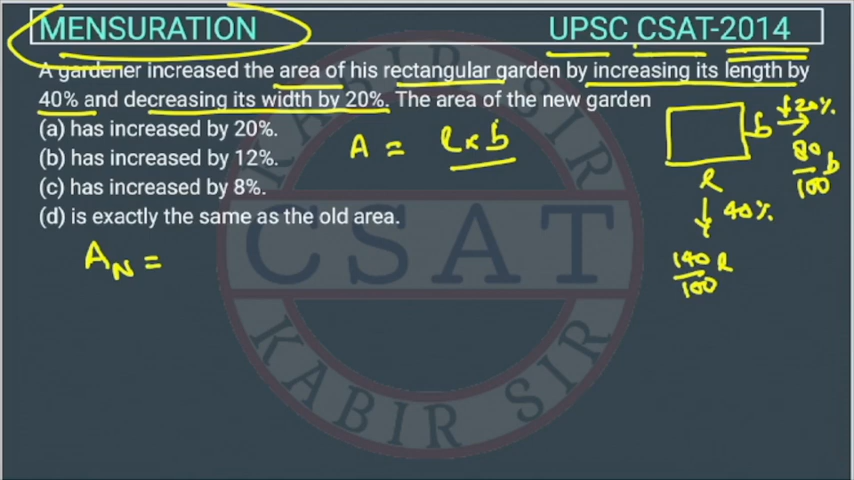 MENSURATION UPSC CSAT-2014
A gardener increased the area of his rectangular garden by increasing its length by
40% and decreasing its width by 20%. The area of the new garden
(a) has increased by 20%.
(b) has increased by 12%.
(c) has increased by 8%.
(d) is exactly the same as the old area.
A = l × b
b ↓20%
80/100 b
l
↓ 40%
140/100 l
A_N =
KABIR SIR
CSAT
KABIR SIR